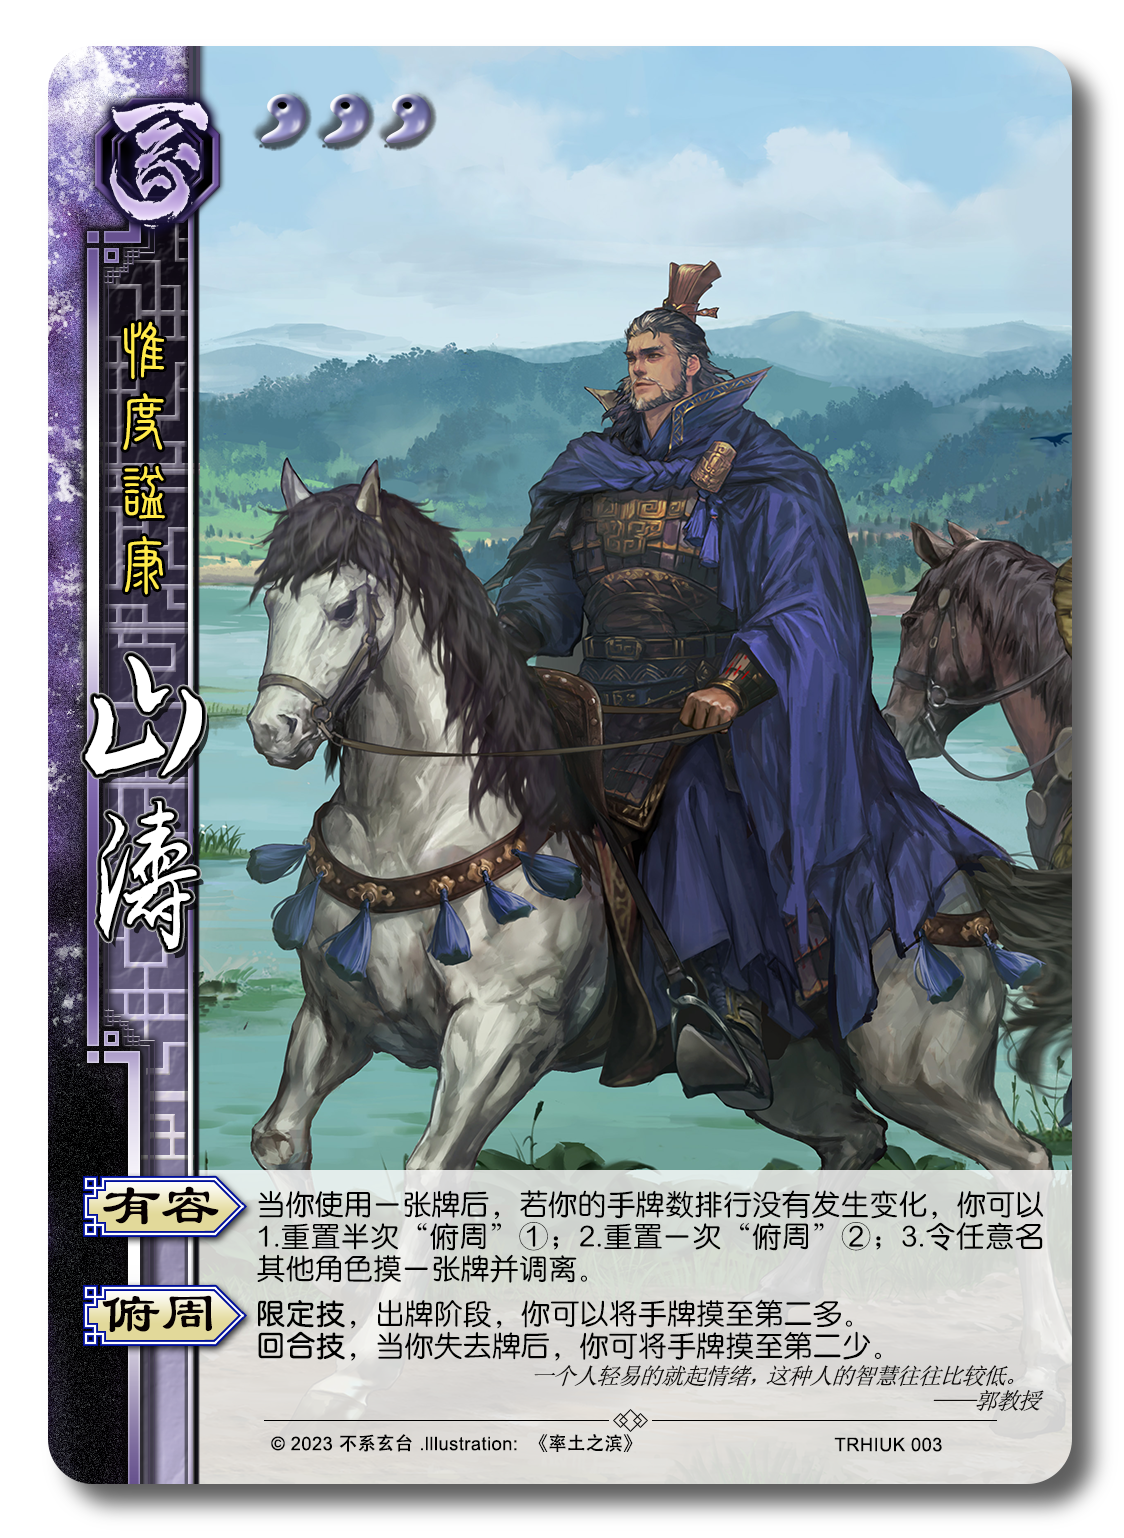 惟度谥康
山涛
有容
当你使用一张牌后，若你的手牌数排行没有发生变化，你可以
1.重置半次“俯周”①；2.重置一次“俯周”②；3.令任意名
其他角色摸一张牌并调离。
俯周
限定技，出牌阶段，你可以将手牌摸至第二多。
回合技，当你失去牌后，你可将手牌摸至第二少。
一个人轻易的就起情绪，这种人的智慧往往比较低。
——郭教授
© 2023 不系玄台 .Illustration: 《率土之滨》
TRHIUK 003